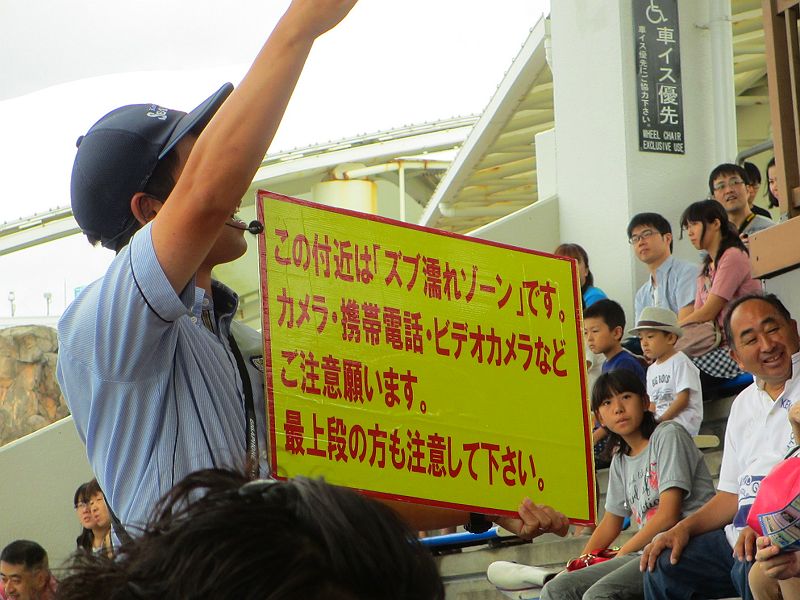 この付近は「ズブ濡れゾーン」です。
カメラ・携帯電話・ビデオカメラなど
ご注意願います。
最上段の方も注意して下さい。
車イス優先
車イス優先にご協力下さい。
WHEEL CHAIR
EXCLUSIVE USE